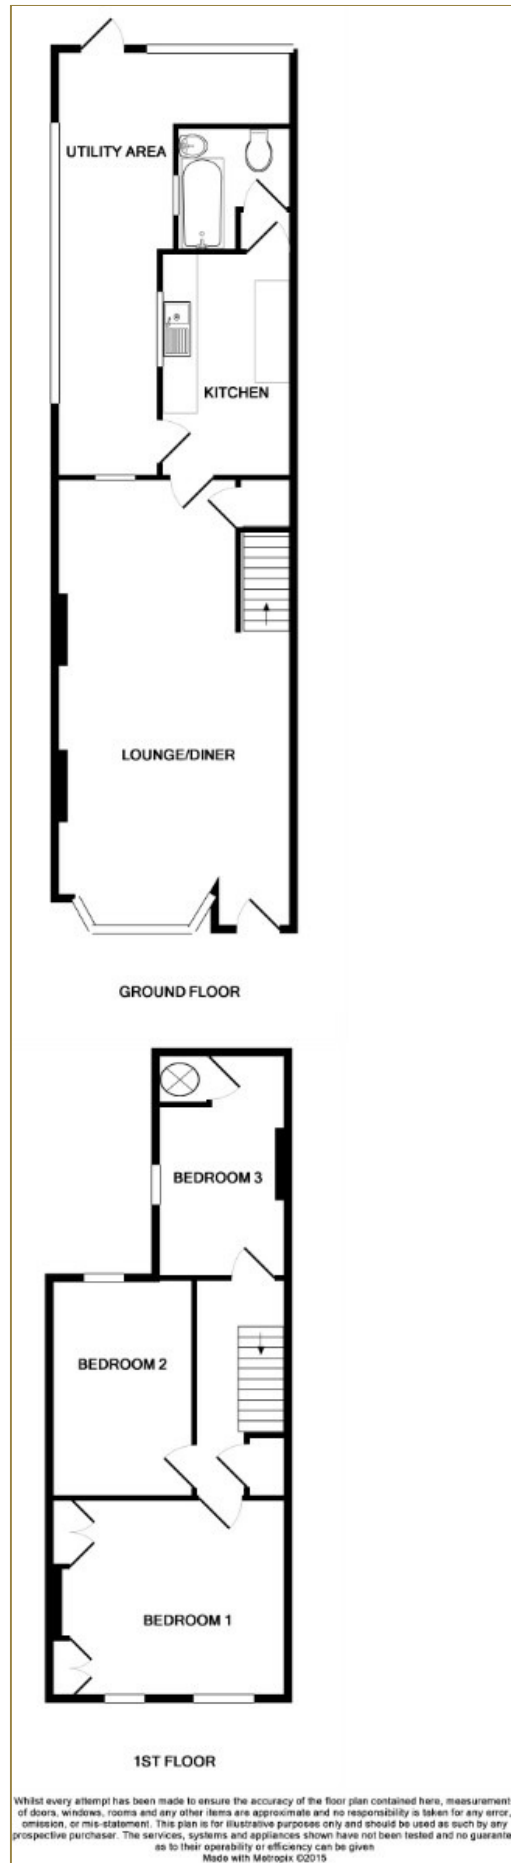 UTILITY AREA
KITCHEN
LOUNGE/DINER
GROUND FLOOR
BEDROOM 3
BEDROOM 2
BEDROOM 1
1ST FLOOR
Whilst every attempt has been made to ensure the accuracy of the floor plan contained here, measurement
of doors, windows, rooms and any other items are approximate and no responsibility is taken for any error,
omission, or mis-statement. This plan is for illustrative purposes only and should be used as such by any
prospective purchaser. The services, systems and appliances shown have not been tested and no guarante
as to their operability or efficiency can be given
Made with Metropix ©2015